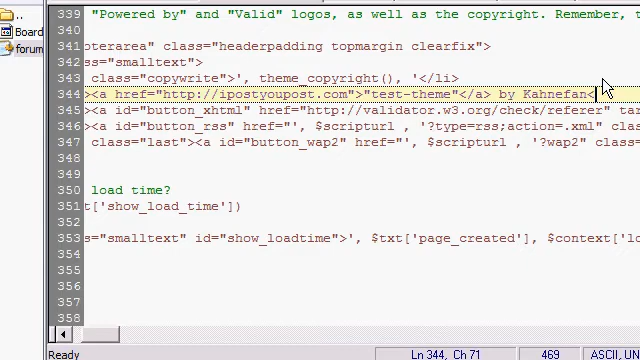 ..
Board
forum
339 "Powered by" and "Valid" logos, as well as the copyright. Remember, t
340
341 oterarea" class="headerpadding topmargin clearfix">
342 ss="smalltext">
343 class="copywrite">', theme_copyright(), '</li>
344 ><a href="http://ipostyoupost.com">"test-theme"</a> by Kahnefan<
345 ><a id="button_xhtml" href="http://validator.w3.org/check/referer" tar
346 ><a id="button_rss" href="', $scripturl , '?type=rss;action=.xml" clas
347 class="last"><a id="button_wap2" href="', $scripturl , '?wap2" class=
348
349
350 load time?
351 t['show_load_time'])
352
353 s="smalltext" id="show_loadtime">', $txt['page_created'], $context['lo
354
355
356
357
358
Ready Ln 344, Ch 71 469 ASCII, UN